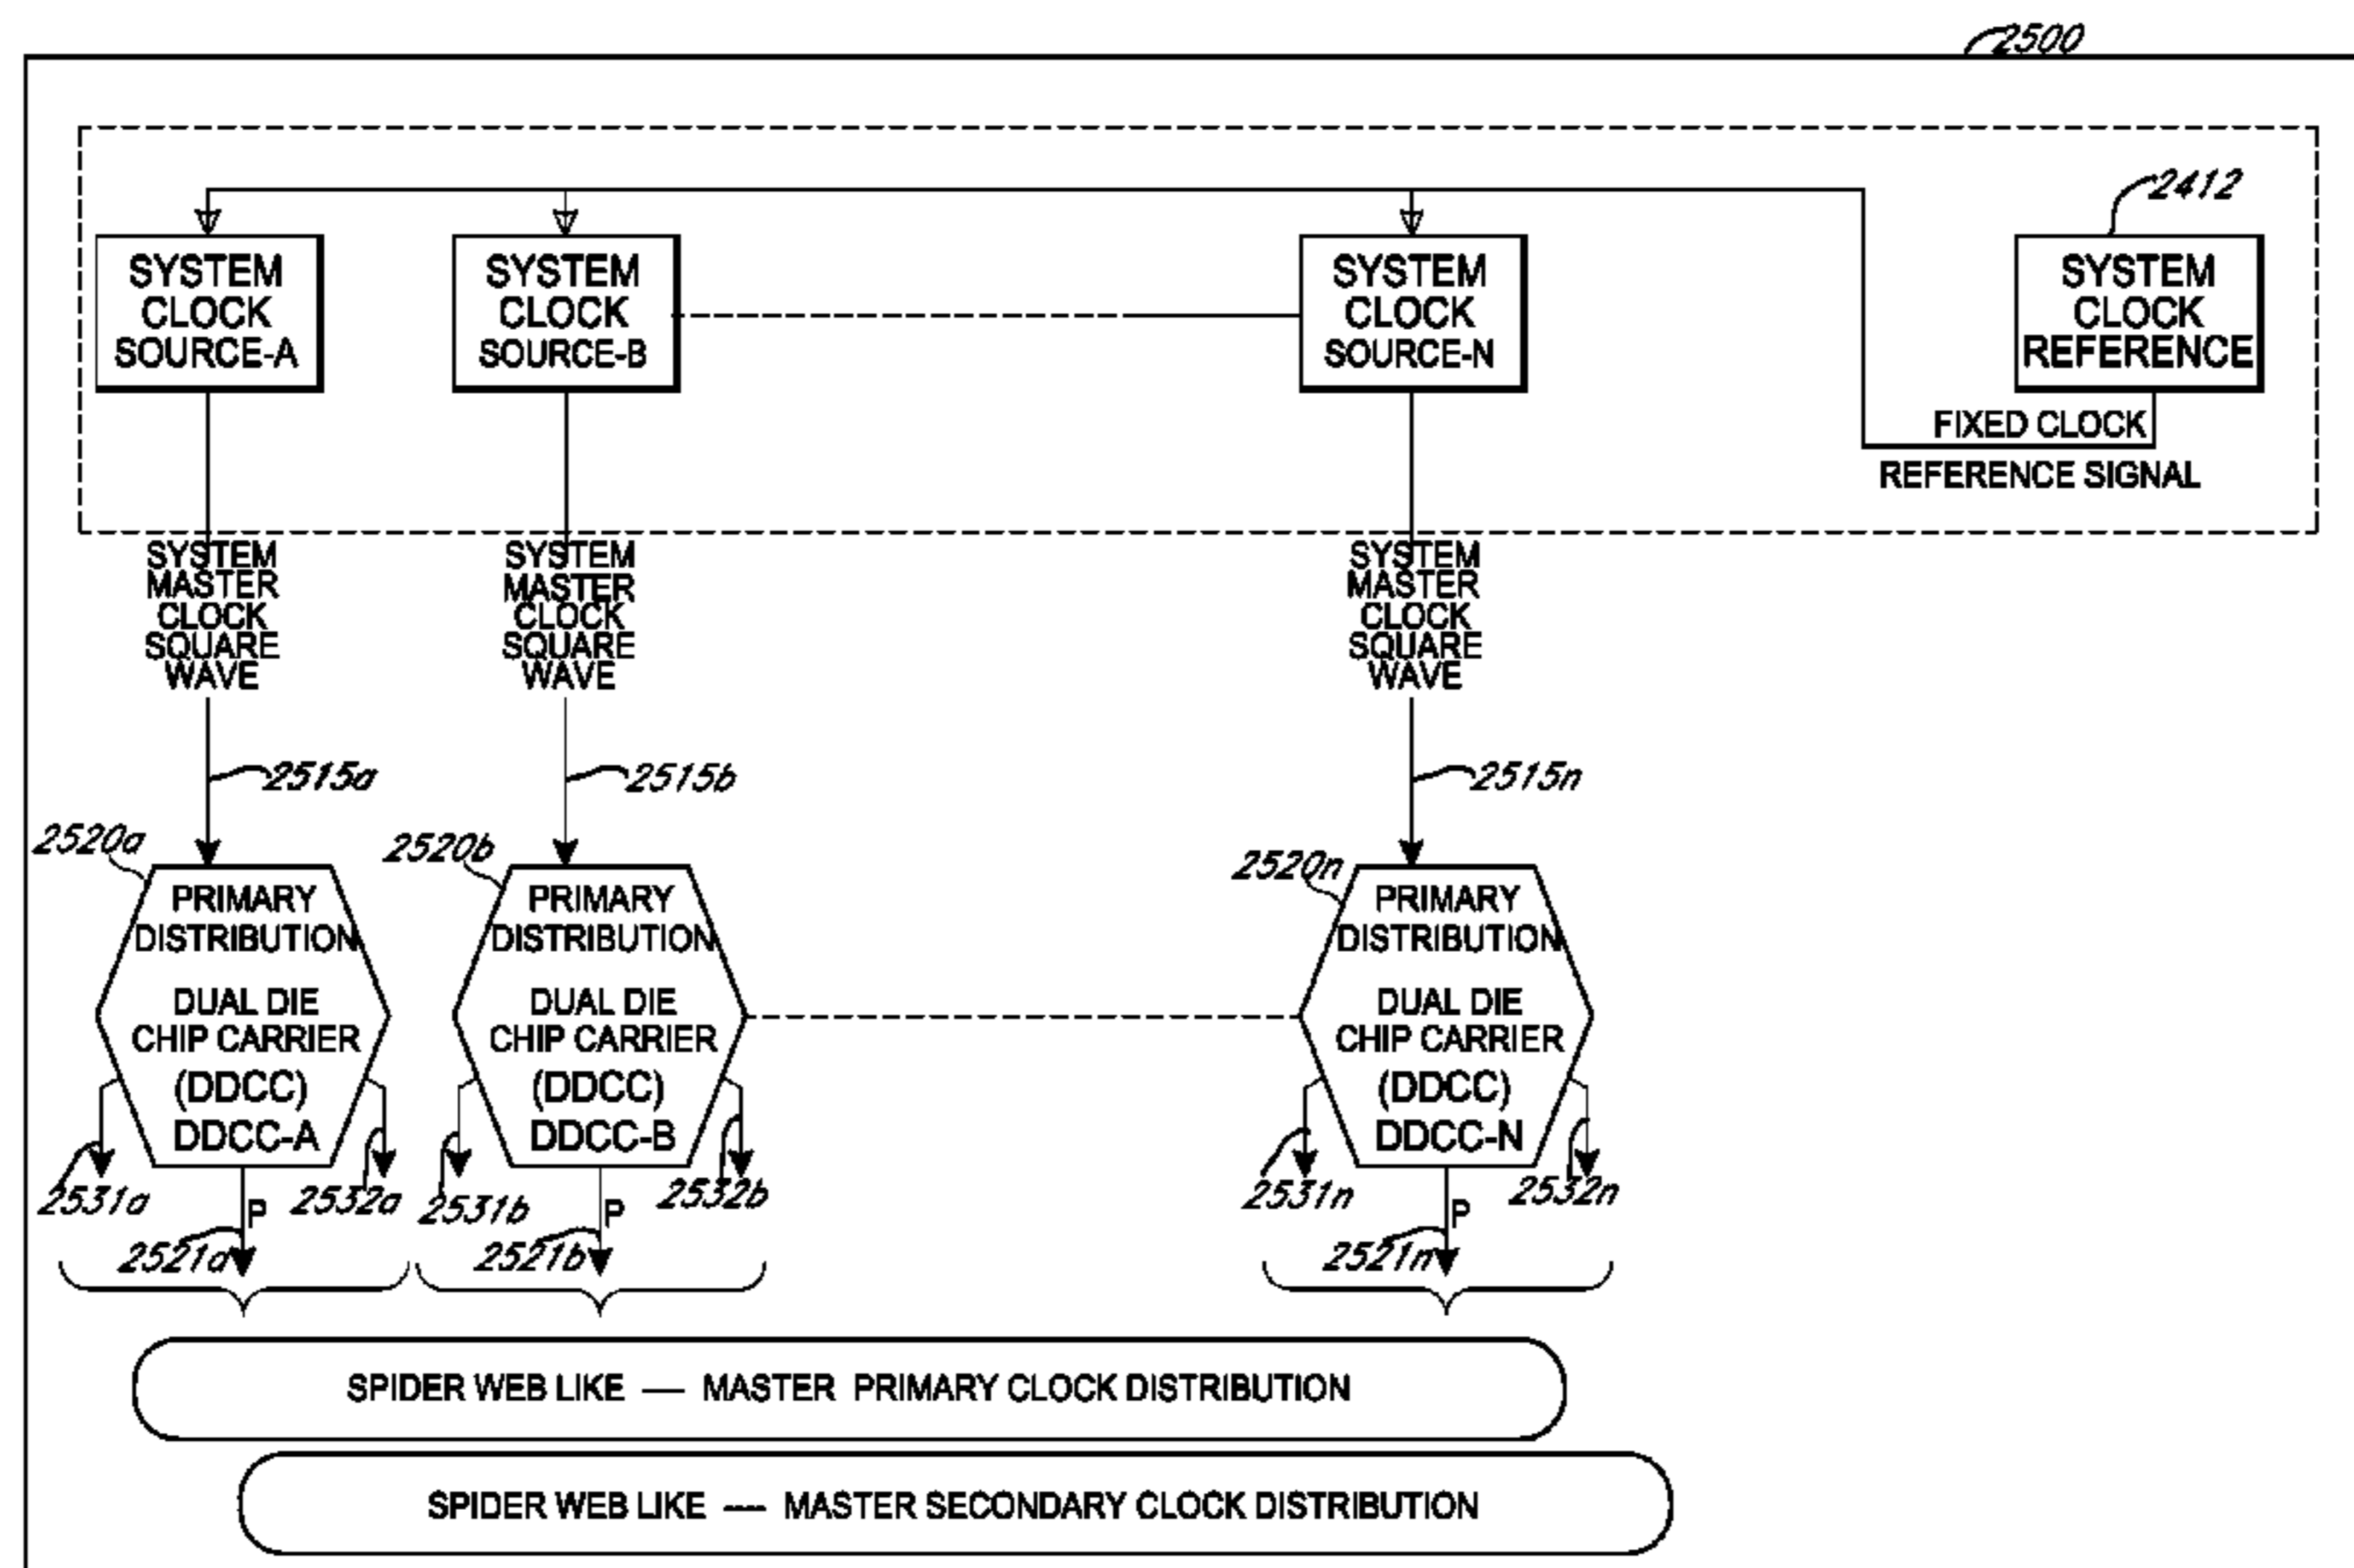 2500
2412
SYSTEM
CLOCK
SOURCE-A
SYSTEM
CLOCK
SOURCE-B
SYSTEM
CLOCK
SOURCE-N
SYSTEM
CLOCK
REFERENCE
FIXED CLOCK
REFERENCE SIGNAL
SYSTEM
MASTER
CLOCK
SQUARE
WAVE
SYSTEM
MASTER
CLOCK
SQUARE
WAVE
SYSTEM
MASTER
CLOCK
SQUARE
WAVE
2515a
2515b
2515n
2520a
2520b
2520n
PRIMARY
DISTRIBUTION
DUAL DIE
CHIP CARRIER
(DDCC)
DDCC-A
PRIMARY
DISTRIBUTION
DUAL DIE
CHIP CARRIER
(DDCC)
DDCC-B
PRIMARY
DISTRIBUTION
DUAL DIE
CHIP CARRIER
(DDCC)
DDCC-N
2531a
P
2532a
2531b
P
2532b
2531n
P
2532n
2521a
2521b
2521n
SPIDER WEB LIKE — MASTER PRIMARY CLOCK DISTRIBUTION
SPIDER WEB LIKE ---- MASTER SECONDARY CLOCK DISTRIBUTION